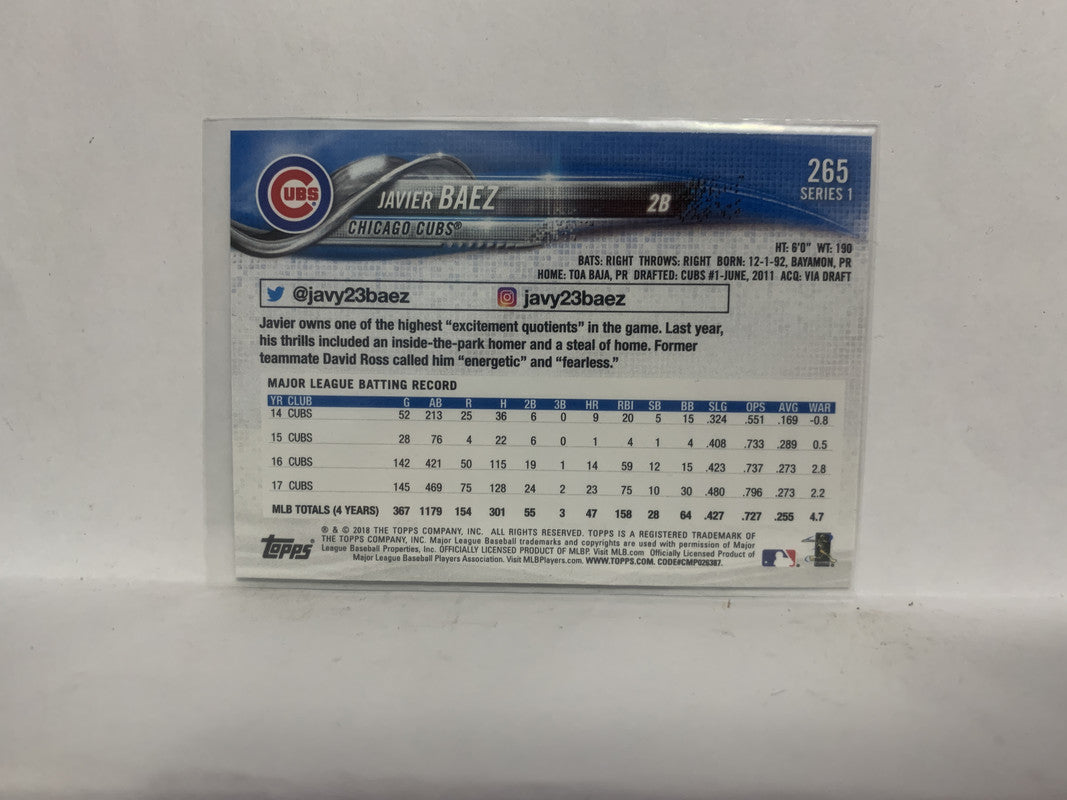 CUBS
JAVIER BAEZ
2B
CHICAGO CUBS®
265
SERIES 1
HT: 6'0" WT: 190
BATS: RIGHT THROWS: RIGHT BORN: 12-1-92, BAYAMON, PR
HOME: TOA BAJA, PR DRAFTED: CUBS #1-JUNE, 2011 ACQ: VIA DRAFT
@javy23baez javy23baez
Javier owns one of the highest “excitement quotients” in the game. Last year,
his thrills included an inside-the-park homer and a steal of home. Former
teammate David Ross called him “energetic” and “fearless.”
MAJOR LEAGUE BATTING RECORD
YR CLUB G AB R H 2B 3B HR RBI SB BB SLG OPS AVG WAR
14 CUBS 52 213 25 36 6 0 9 20 5 15 .324 .551 .169 -0.8
15 CUBS 28 76 4 22 6 0 1 4 1 4 .408 .733 .289 0.5
16 CUBS 142 421 50 115 19 1 14 59 12 15 .423 .737 .273 2.8
17 CUBS 145 469 75 128 24 2 23 75 10 30 .480 .796 .273 2.2
MLB TOTALS (4 YEARS) 367 1179 154 301 55 3 47 158 28 64 .427 .727 .255 4.7
® & © 2018 THE TOPPS COMPANY, INC. ALL RIGHTS RESERVED. TOPPS IS A REGISTERED TRADEMARK OF
THE TOPPS COMPANY, INC. Major League Baseball trademarks and copyrights are used with permission of Major
League Baseball Properties, Inc. OFFICIALLY LICENSED PRODUCT OF MLBP. Visit MLB.com Officially Licensed Product of
Major League Baseball Players Association. Visit MLBPlayers.com. WWW.TOPPS.COM. CODE#CMP026387.
topps®